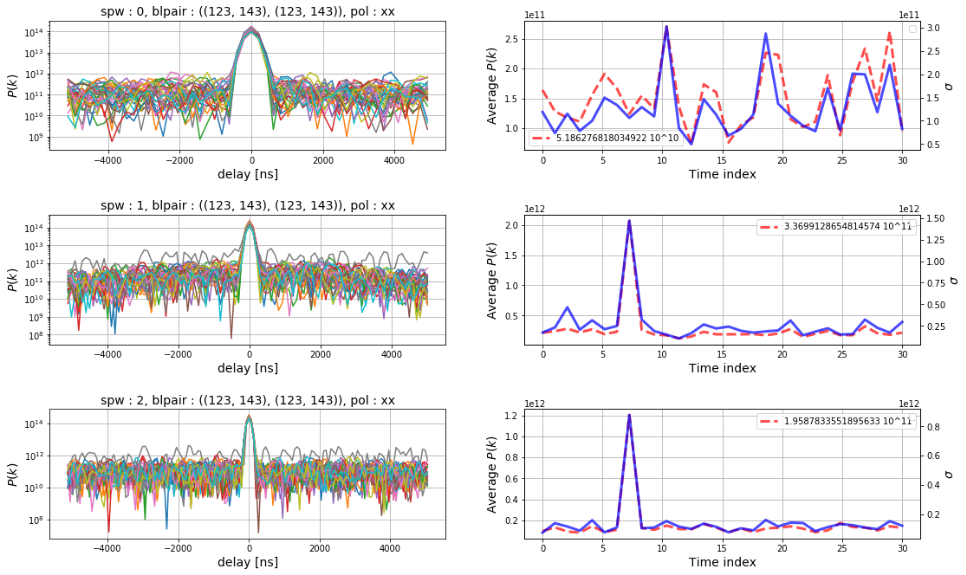 spw : 0, blpair : ((123, 143), (123, 143)), pol : xx
10^14
10^13
10^12
10^11
10^10
10^9
P(k)
−4000 −2000 0 2000 4000
delay [ns]
1e11
1e11
2.5
2.0
1.5
1.0
Average P(k)
3.0
2.5
2.0
1.5
1.0
0.5
σ
5.186276818034922 10^10
0 5 10 15 20 25 30
Time index
spw : 1, blpair : ((123, 143), (123, 143)), pol : xx
10^14
10^13
10^12
10^11
10^10
10^9
10^8
P(k)
−4000 −2000 0 2000 4000
delay [ns]
1e12
1e12
2.0
1.5
1.0
0.5
Average P(k)
1.50
1.25
1.00
0.75
0.50
0.25
σ
3.3699128654814574 10^11
0 5 10 15 20 25 30
Time index
spw : 2, blpair : ((123, 143), (123, 143)), pol : xx
10^14
10^12
10^10
10^8
P(k)
−4000 −2000 0 2000 4000
delay [ns]
1e12
1e12
1.2
1.0
0.8
0.6
0.4
0.2
Average P(k)
0.8
0.6
0.4
0.2
σ
1.9587833551895633 10^11
0 5 10 15 20 25 30
Time index